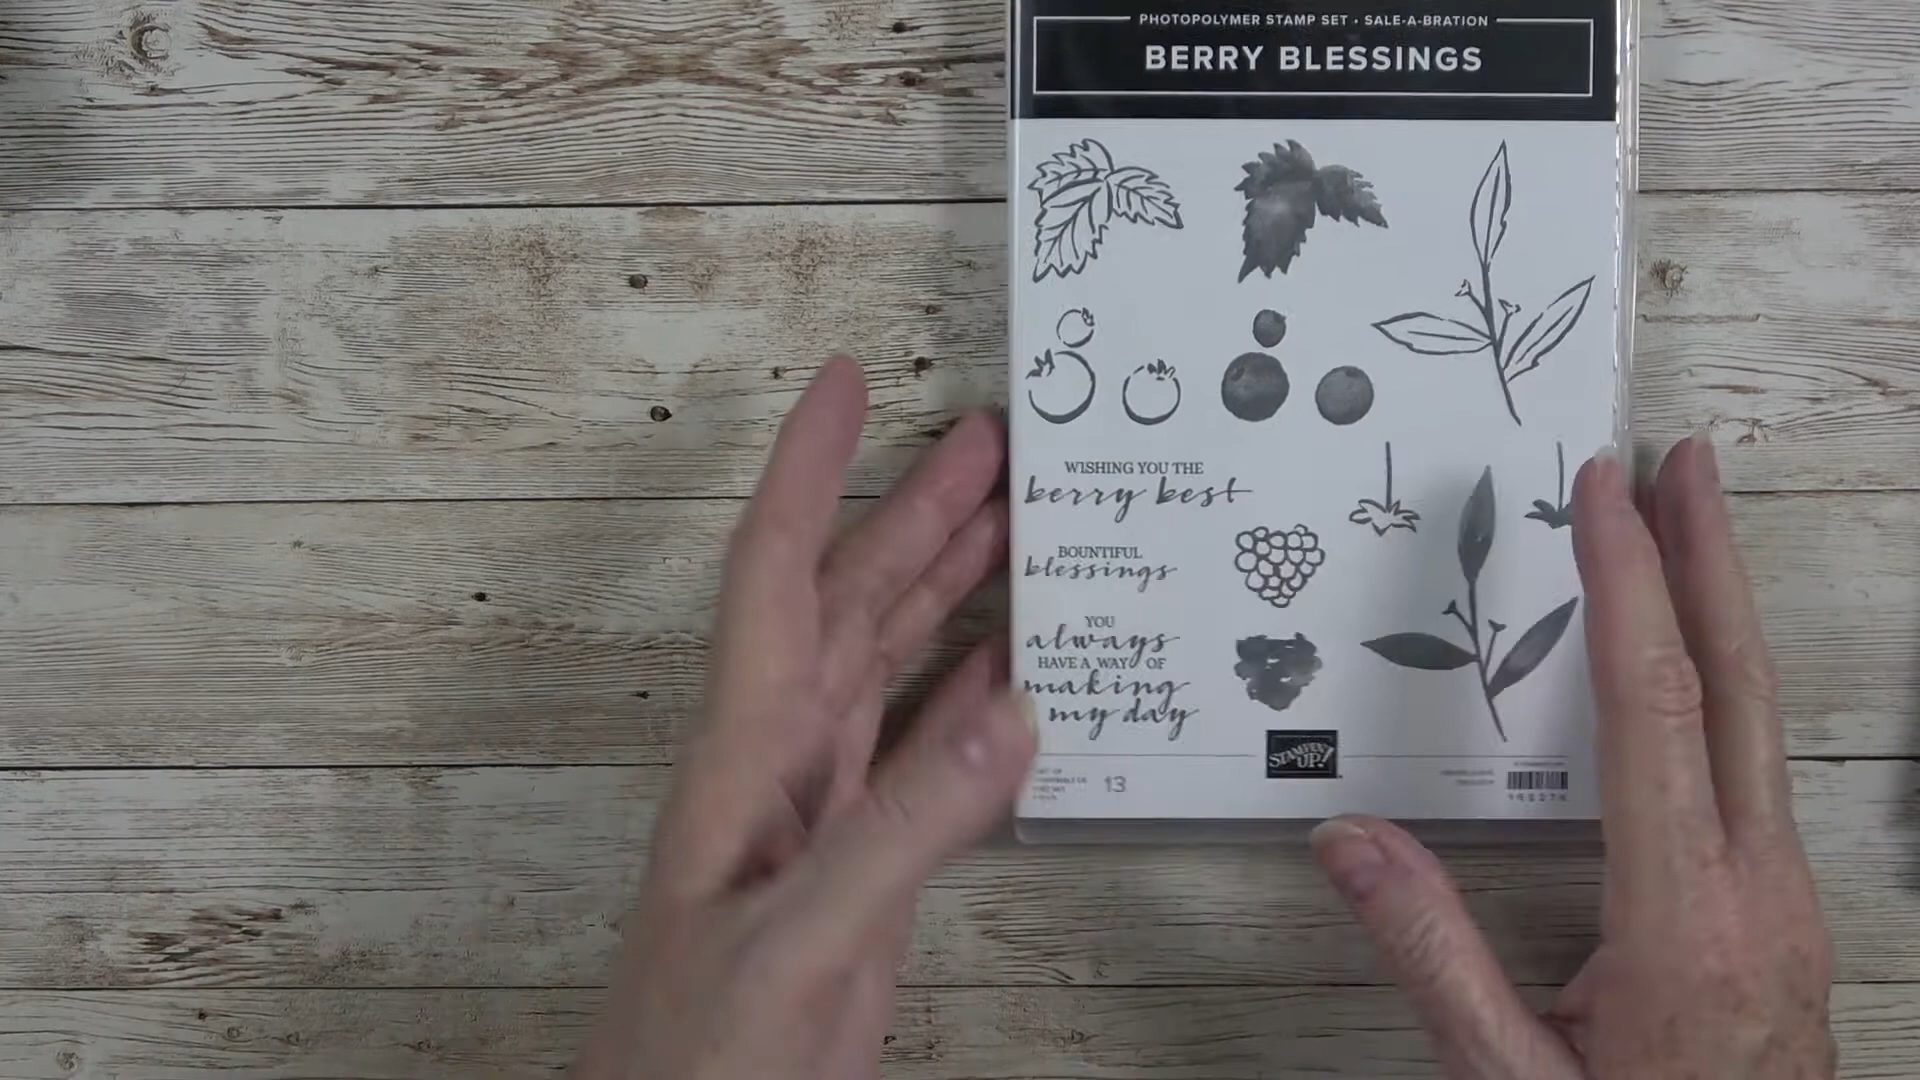 PHOTOPOLYMER STAMP SET • SALE-A-BRATION
BERRY BLESSINGS
WISHING YOU THE
berry best
BOUNTIFUL
blessings
YOU
always
HAVE A WAY OF
making
my day
STAMPIN' UP!
13